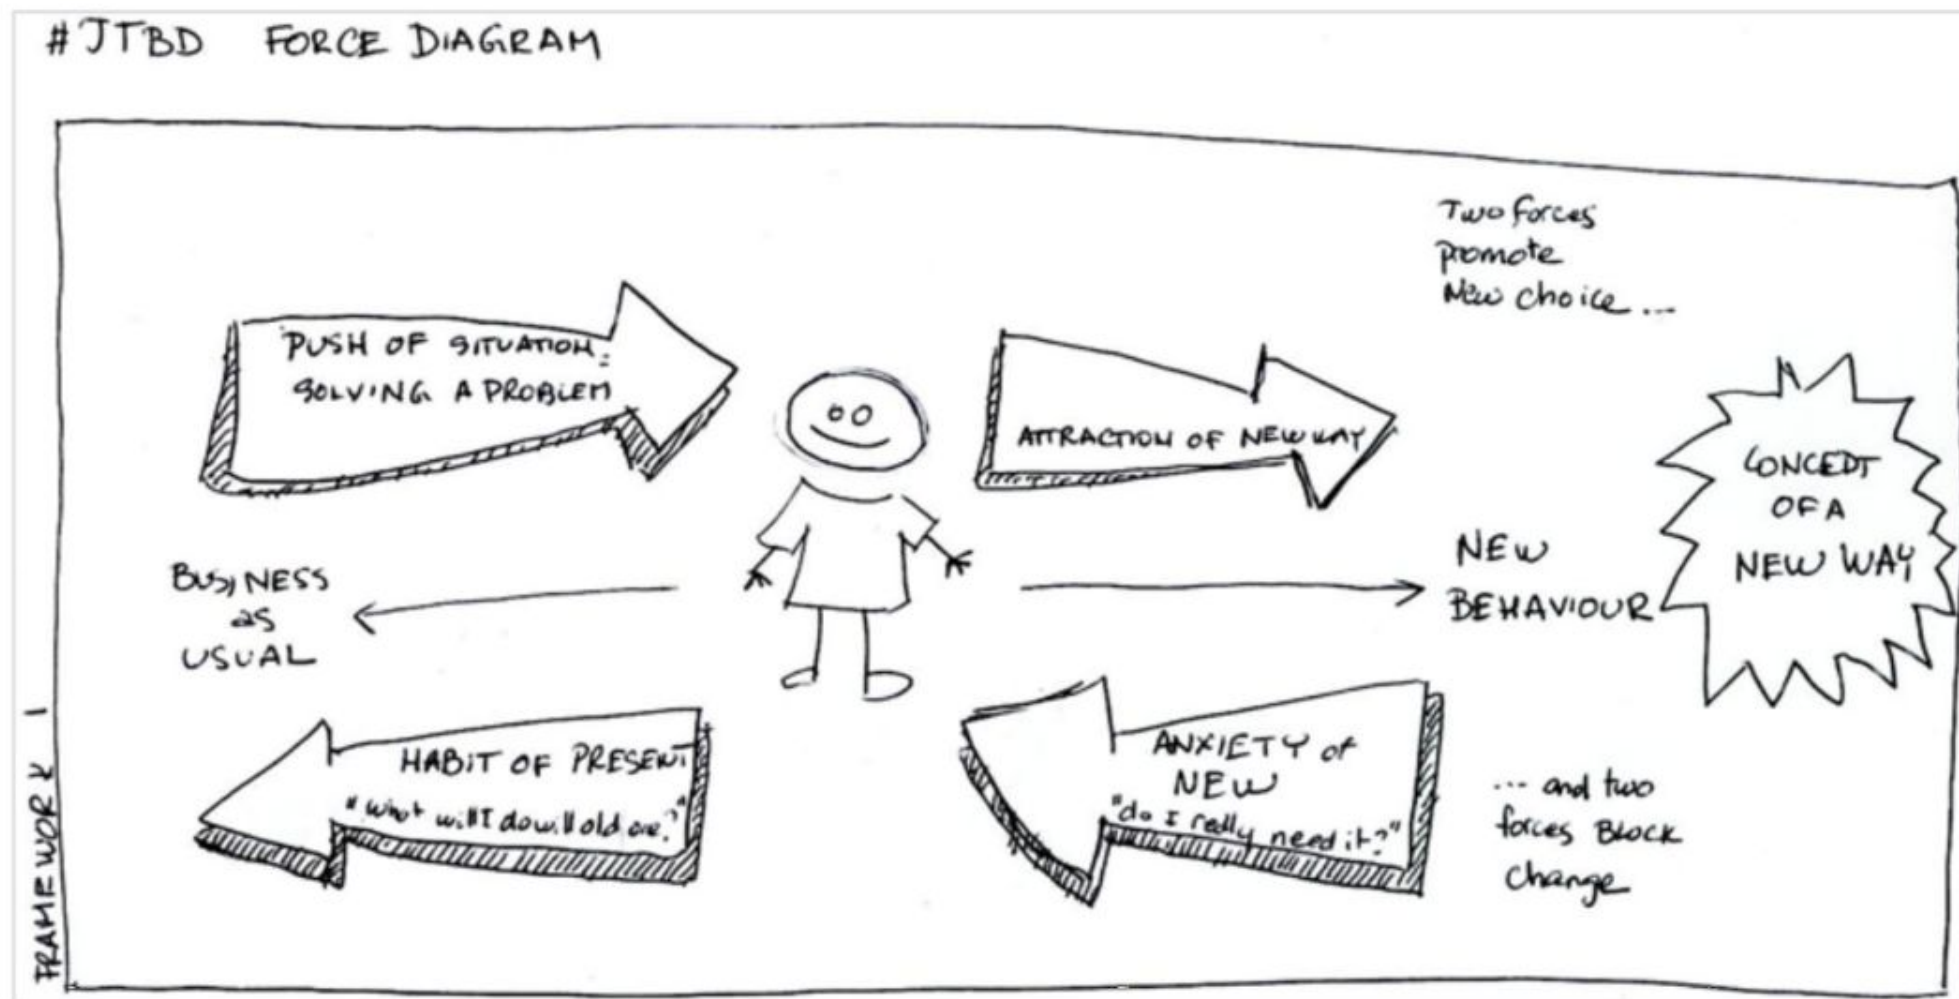 #JTBD FORCE DIAGRAM
Two forces
promote
New choice ...
PUSH OF SITUATION:
SOLVING A PROBLEM
ATTRACTION OF NEW WAY
CONCEPT
OF A
NEW WAY
BUSINESS
as
USUAL
NEW
BEHAVIOUR
HABIT OF PRESENT
"what will I do w/ old one?"
ANXIETY of
NEW
"do I really need it?"
... and two
forces BLOCK
change
FRAMEWORK 1